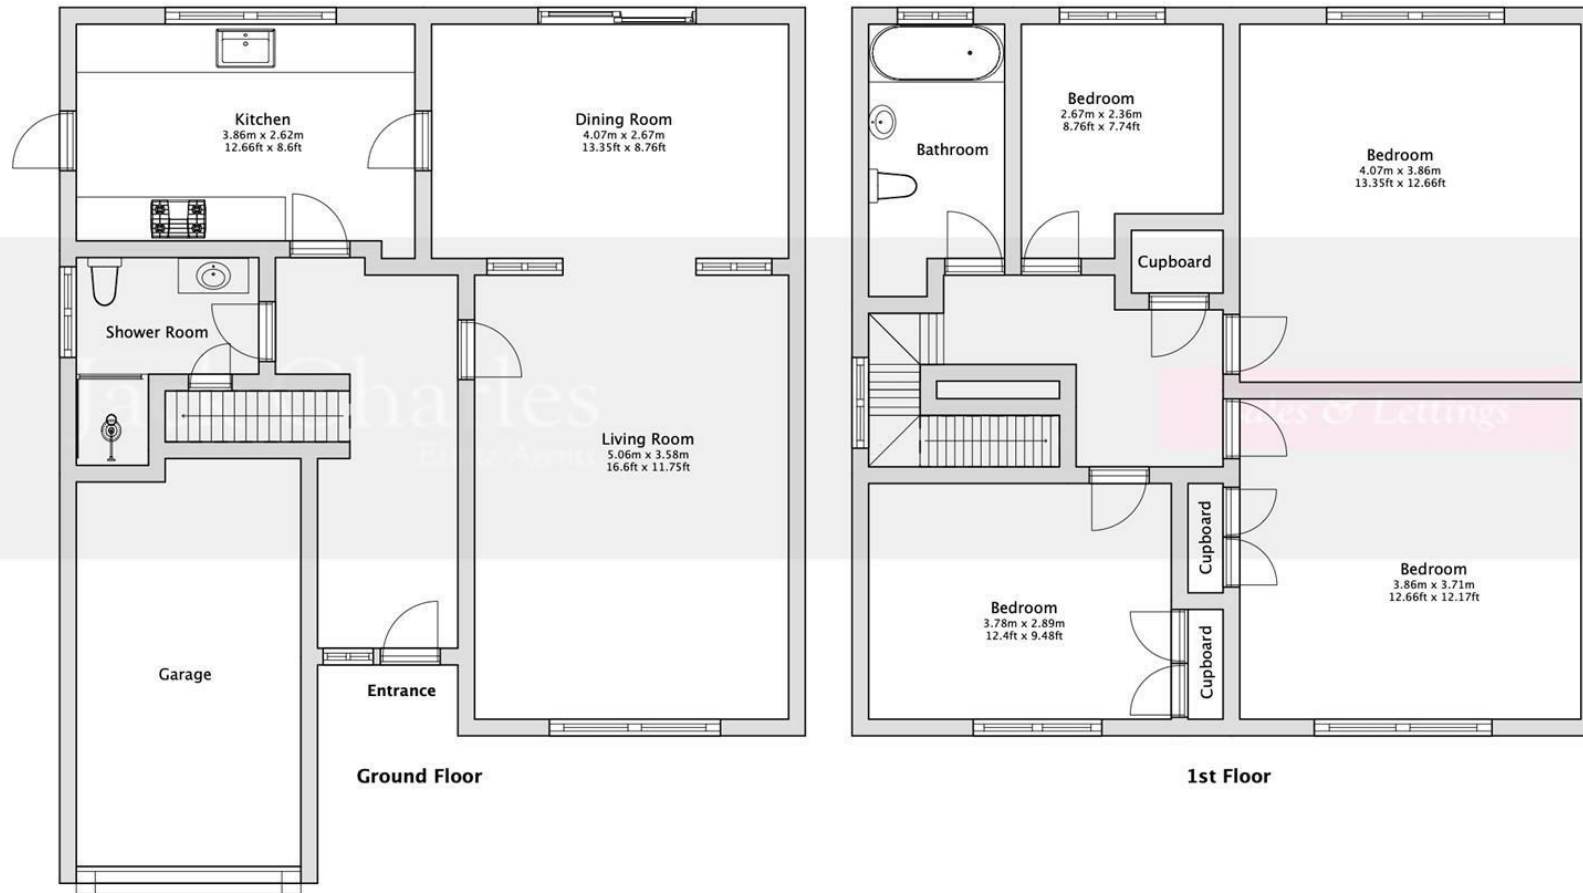 Kitchen
3.86m x 2.62m
12.66ft x 8.6ft
Dining Room
4.07m x 2.67m
13.35ft x 8.76ft
Shower Room
Living Room
5.06m x 3.58m
16.6ft x 11.75ft
Garage
Entrance
Ground Floor
Bathroom
Bedroom
2.67m x 2.36m
8.76ft x 7.74ft
Bedroom
4.07m x 3.86m
13.35ft x 12.66ft
Cupboard
Cupboard
Bedroom
3.86m x 3.71m
12.66ft x 12.17ft
Bedroom
3.78m x 2.89m
12.4ft x 9.48ft
Cupboard
1st Floor
Charles
Estate Agents
& Lettings